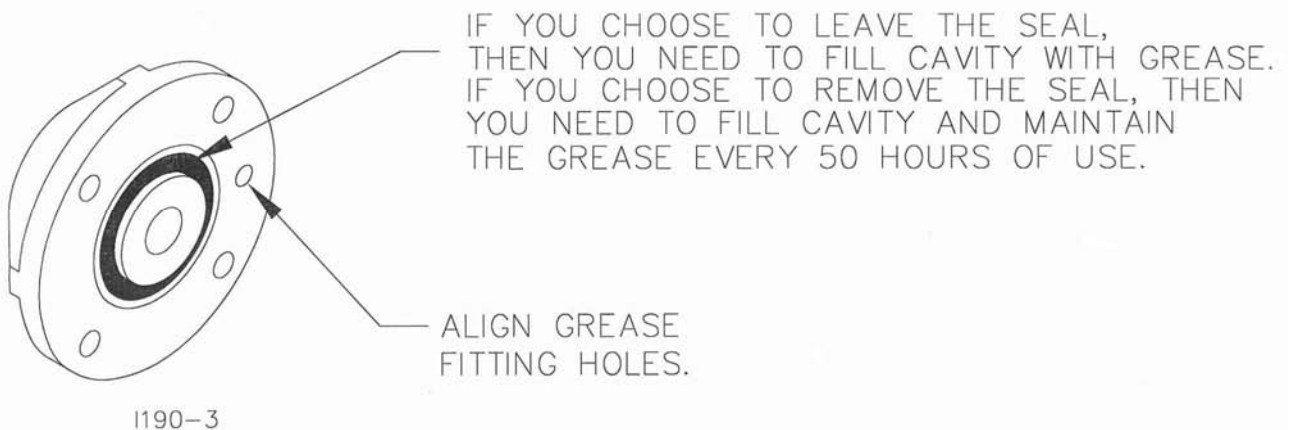 IF YOU CHOOSE TO LEAVE THE SEAL,
THEN YOU NEED TO FILL CAVITY WITH GREASE.
IF YOU CHOOSE TO REMOVE THE SEAL, THEN
YOU NEED TO FILL CAVITY AND MAINTAIN
THE GREASE EVERY 50 HOURS OF USE.
ALIGN GREASE
FITTING HOLES.
I190-3